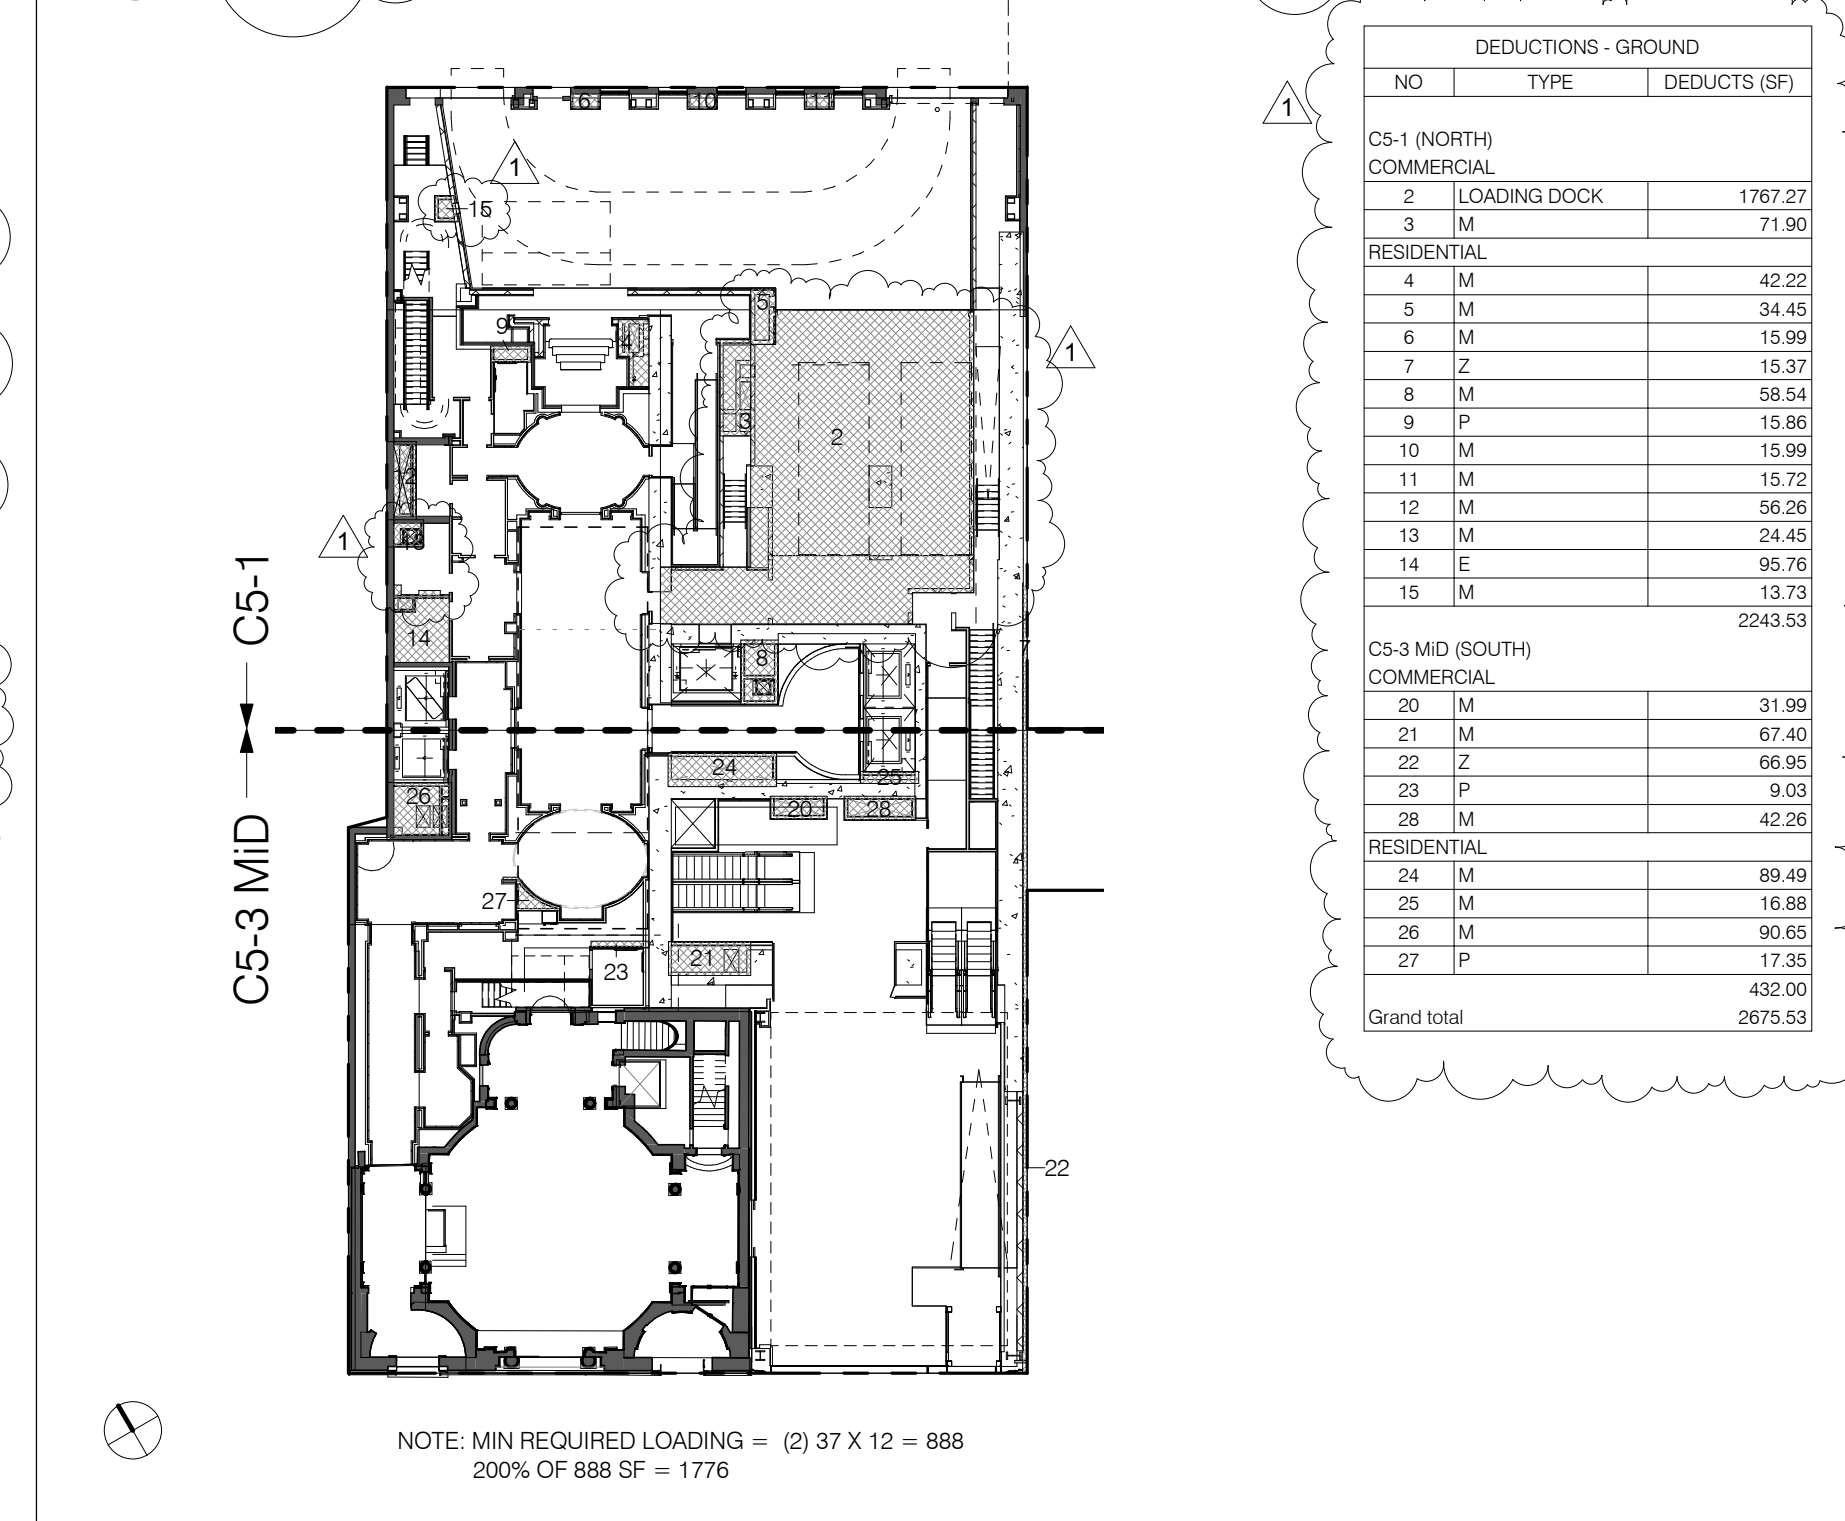 6
10
1
15
5
9
4
3
2
2
1
1
18
14
8
C5-1
C5-3 MiD
24
25
26
20
28
27
21
23
22
NOTE: MIN REQUIRED LOADING = (2) 37 X 12 = 888
200% OF 888 SF = 1776
1
DEDUCTIONS - GROUND
NO TYPE DEDUCTS (SF)
C5-1 (NORTH)
COMMERCIAL
2 LOADING DOCK 1767.27
3 M 71.90
RESIDENTIAL
4 M 42.22
5 M 34.45
6 M 15.99
7 Z 15.37
8 M 58.54
9 P 15.86
10 M 15.99
11 M 15.72
12 M 56.26
13 M 24.45
14 E 95.76
15 M 13.73
2243.53
C5-3 MiD (SOUTH)
COMMERCIAL
20 M 31.99
21 M 67.40
22 Z 66.95
23 P 9.03
28 M 42.26
RESIDENTIAL
24 M 89.49
25 M 16.88
26 M 90.65
27 P 17.35
432.00
Grand total 2675.53